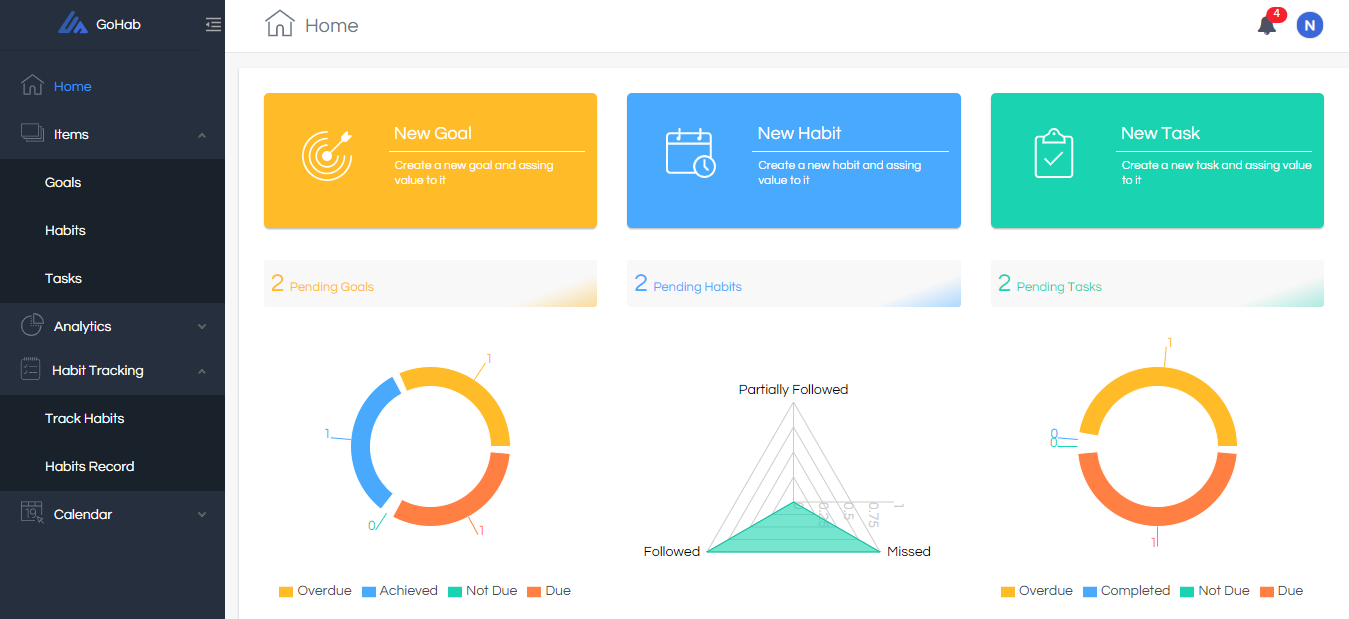 GoHab
Home
4
N
Home
Items
Goals
Habits
Tasks
Analytics
Habit Tracking
Track Habits
Habits Record
19
Calendar
New Goal
Create a new goal and assing
value to it
New Habit
Create a new habit and assing
value to it
New Task
Create a new task and assing value
to it
2 Pending Goals
2 Pending Habits
2 Pending Tasks
1
1
0
1
Overdue Achieved Not Due Due
Partially Followed
0.25
0.5
0.75
1
Followed
Missed
1
0
0
1
Overdue Completed Not Due Due